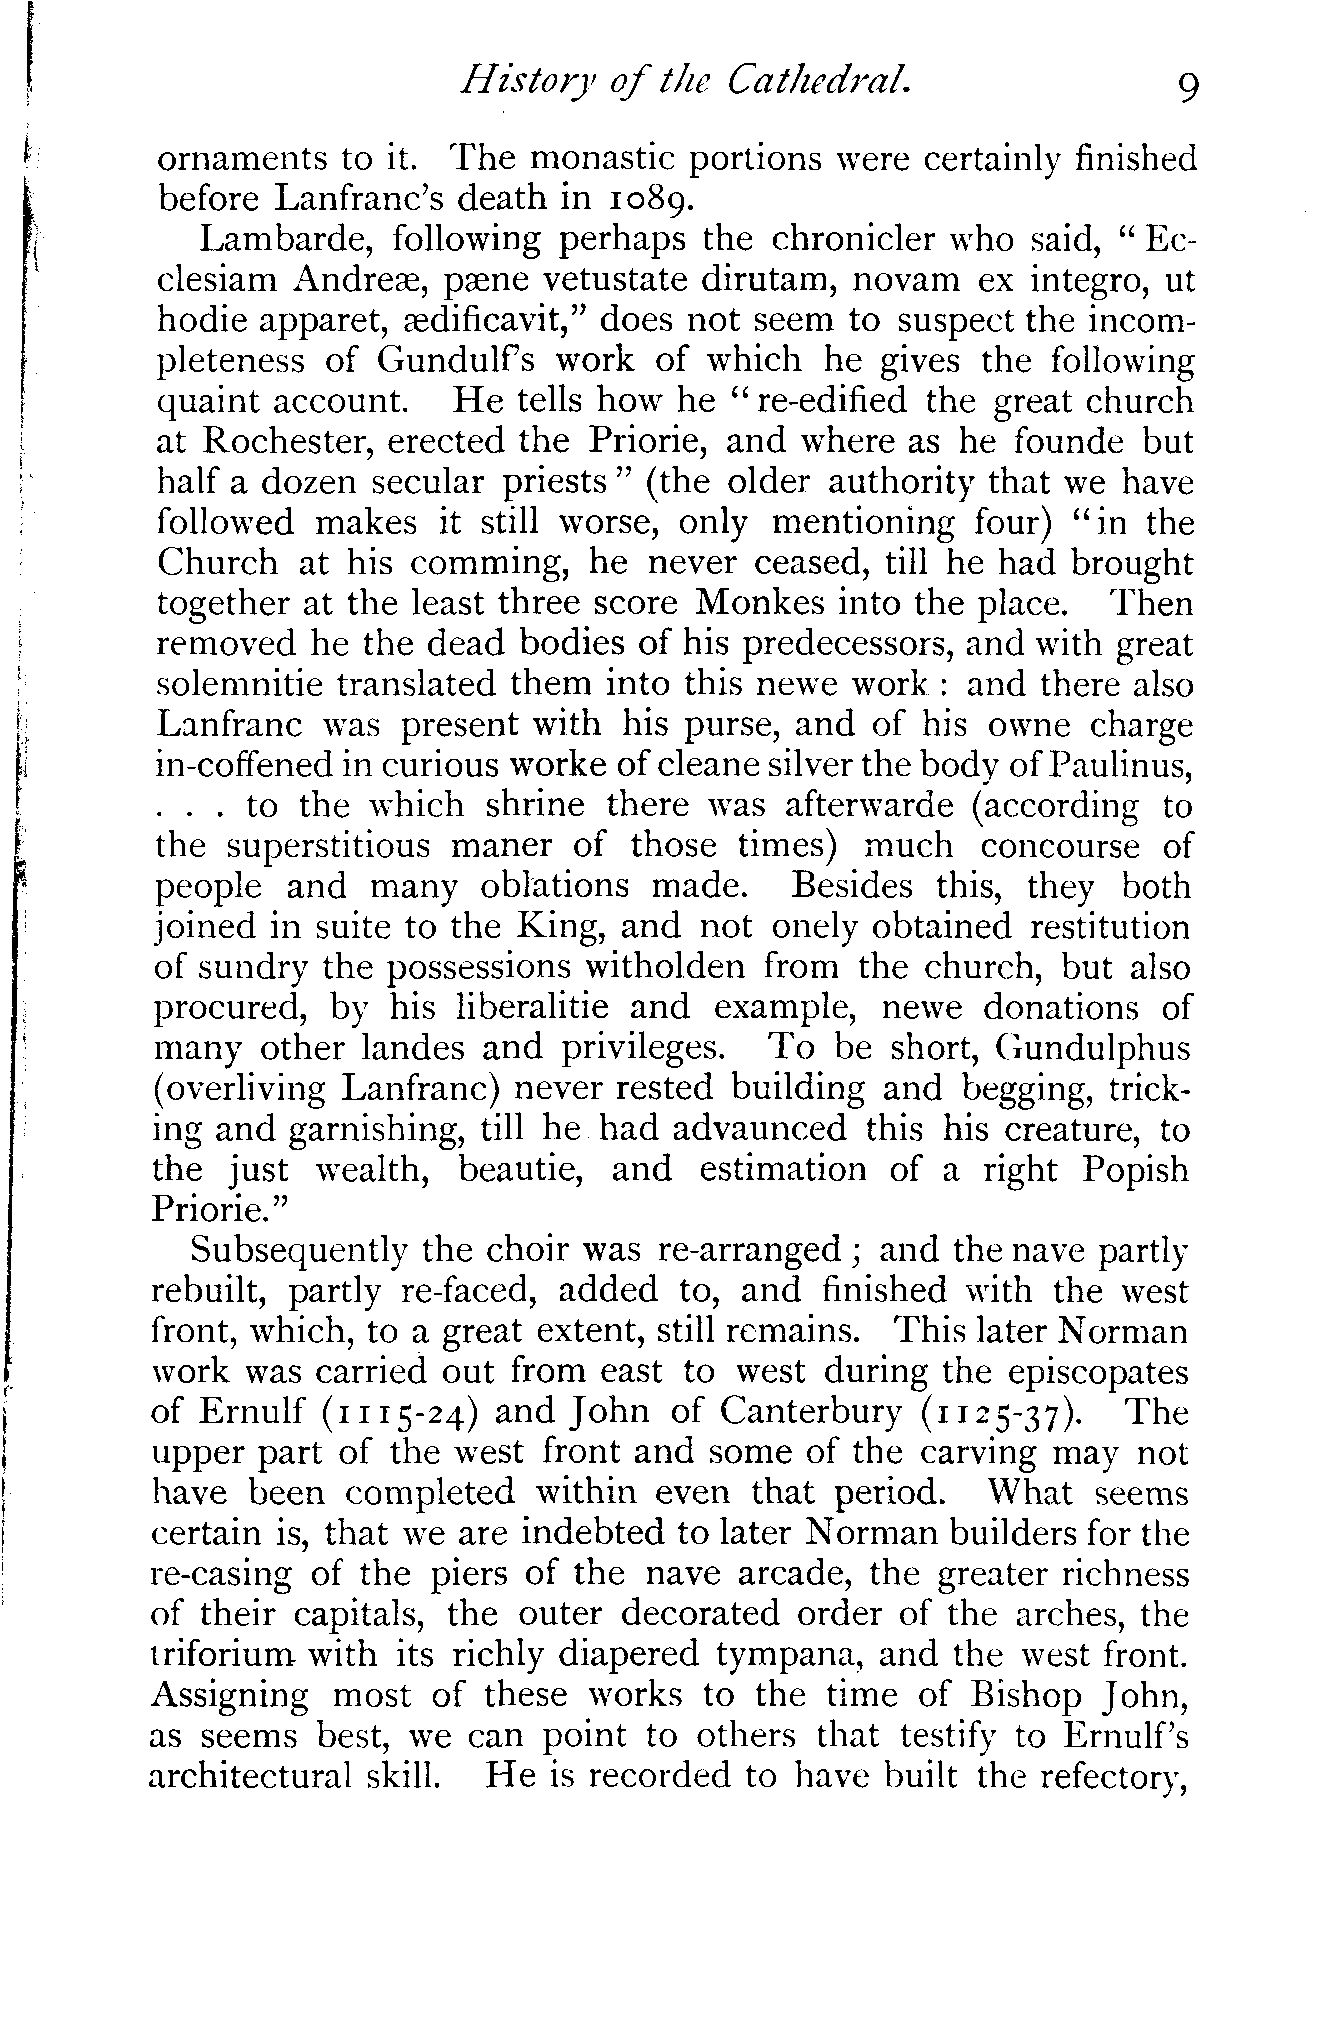 History of the Cathedral. 9
ornaments to it. The monastic portions were certainly finished
before Lanfranc's death in 1089.
Lambarde, following perhaps the chronicler who said, “ Ec-
clesiam Andreæ, pæne vetustate dirutam, novam ex integro, ut
hodie apparet, ædificavit,” does not seem to suspect the incom-
pleteness of Gundulf's work of which he gives the following
quaint account. He tells how he “ re-edified the great church
at Rochester, erected the Priorie, and where as he founde but
half a dozen secular priests ” (the older authority that we have
followed makes it still worse, only mentioning four) “ in the
Church at his comming, he never ceased, till he had brought
together at the least three score Monkes into the place. Then
removed he the dead bodies of his predecessors, and with great
solemnitie translated them into this newe work : and there also
Lanfranc was present with his purse, and of his owne charge
in-coffened in curious worke of cleane silver the body of Paulinus,
. . . to the which shrine there was afterwarde (according to
the superstitious maner of those times) much concourse of
people and many oblations made. Besides this, they both
joined in suite to the King, and not onely obtained restitution
of sundry the possessions witholden from the church, but also
procured, by his liberalitie and example, newe donations of
many other landes and privileges. To be short, Gundulphus
(overliving Lanfranc) never rested building and begging, trick-
ing and garnishing, till he had advaunced this his creature, to
the just wealth, beautie, and estimation of a right Popish
Priorie.”
Subsequently the choir was re-arranged ; and the nave partly
rebuilt, partly re-faced, added to, and finished with the west
front, which, to a great extent, still remains. This later Norman
work was carried out from east to west during the episcopates
of Ernulf (1115-24) and John of Canterbury (1125-37). The
upper part of the west front and some of the carving may not
have been completed within even that period. What seems
certain is, that we are indebted to later Norman builders for the
re-casing of the piers of the nave arcade, the greater richness
of their capitals, the outer decorated order of the arches, the
triforium with its richly diapered tympana, and the west front.
Assigning most of these works to the time of Bishop John,
as seems best, we can point to others that testify to Ernulf's
architectural skill. He is recorded to have built the refectory,